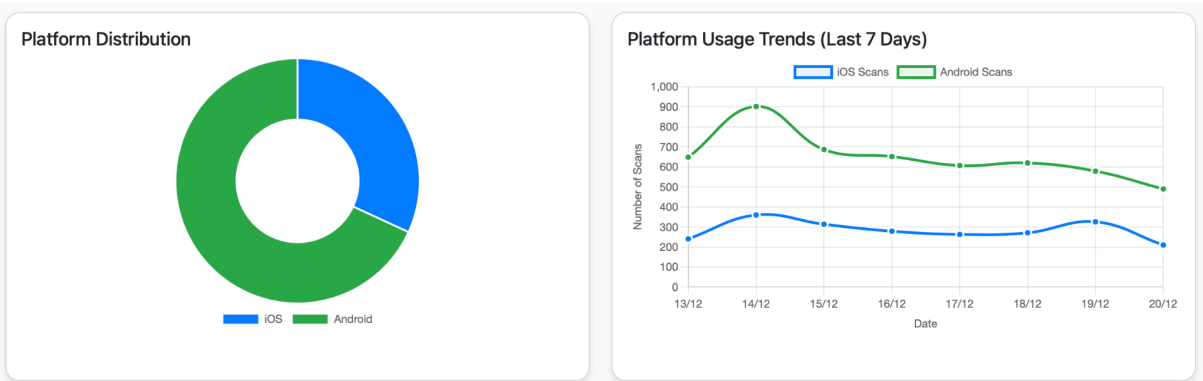 Platform Distribution
iOS
Android
Platform Usage Trends (Last 7 Days)
iOS Scans
Android Scans
1,000
900
800
700
600
500
400
300
200
100
0
Number of Scans
13/12
14/12
15/12
16/12
17/12
18/12
19/12
20/12
Date